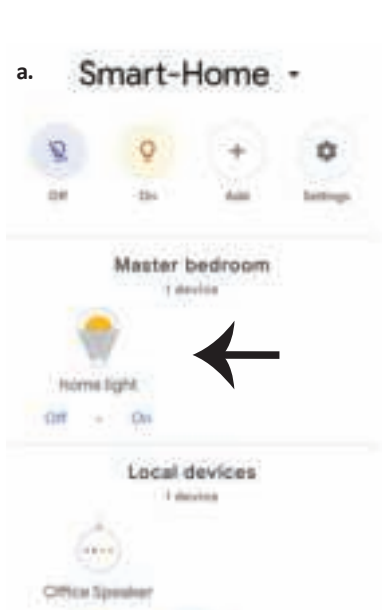 a. Smart-Home
Off On Add Settings
Master bedroom
1 device
home light
Off - On
Local devices
1 device
Office Speaker